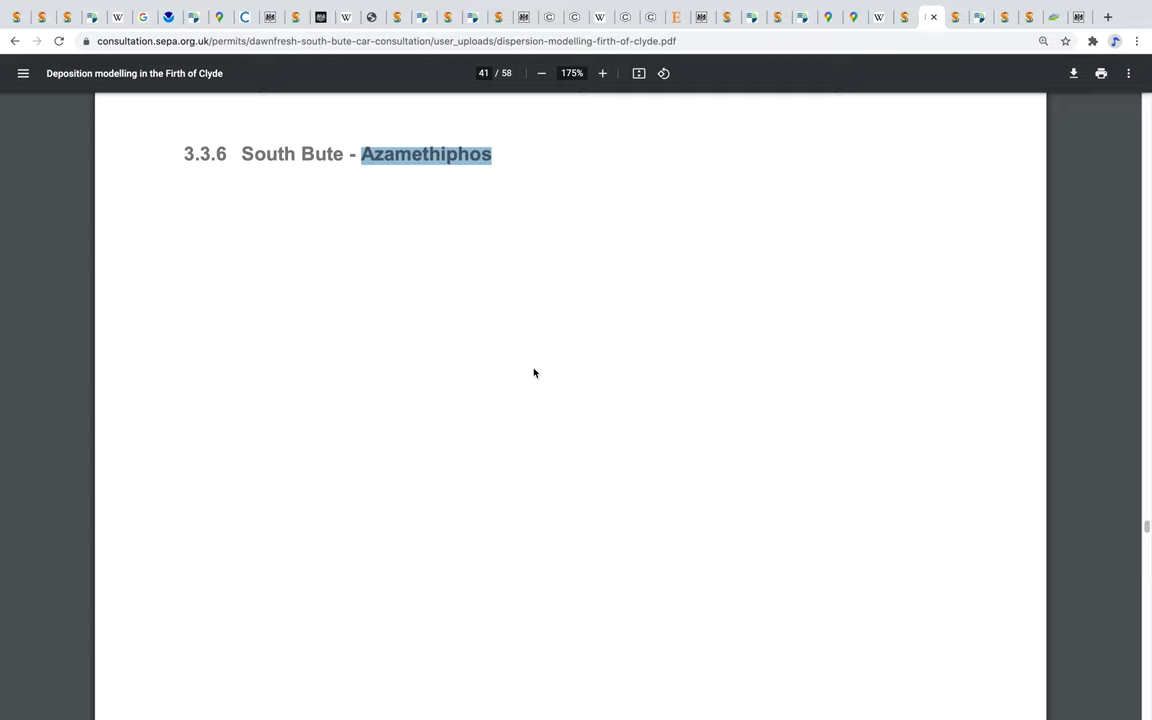 consultation.sepa.org.uk/permits/dawnfresh-south-bute-car-consultation/user_uploads/dispersion-modelling-firth-of-clyde.pdf
Deposition modelling in the Firth of Clyde
41 / 58
175%
3.3.6 South Bute - Azamethiphos